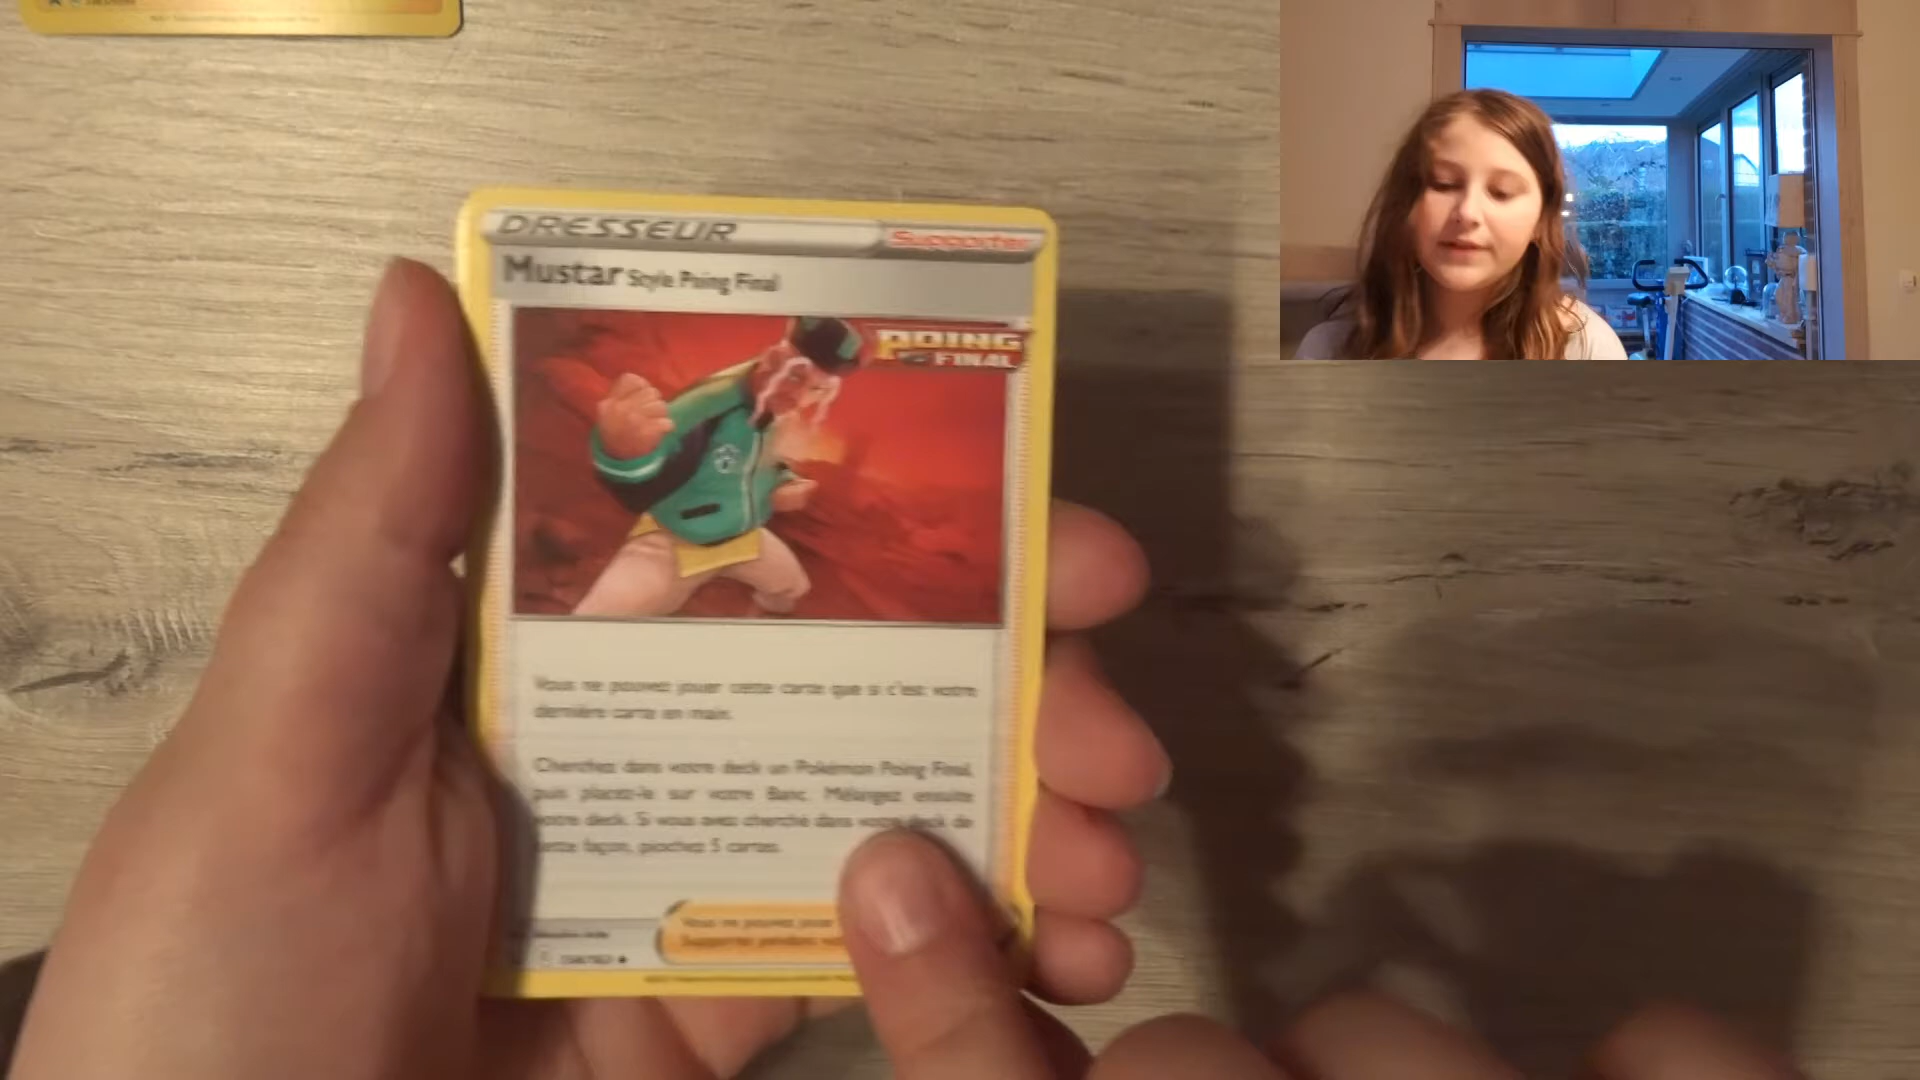 DRESSEUR Supporter
Mustar Style Poing Final
POING
FINAL
Vous ne pouvez jouer cette carte que si c'est votre
dernière carte en main.
Cherchez dans votre deck un Pokémon Poing Final,
puis placez-le sur votre Banc. Mélangez ensuite
votre deck. Si vous avez cherché dans votre deck de
cette façon, piochez 5 cartes.
Vous ne pouvez jouer
Supporter pendant